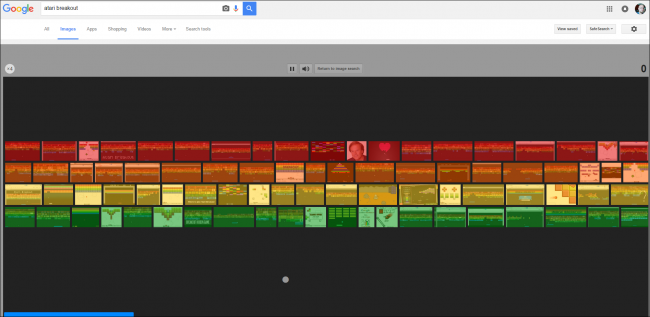 Google atari breakout
All Images Apps Shopping Videos More Search tools View saved SafeSearch
+4 Return to image search 0